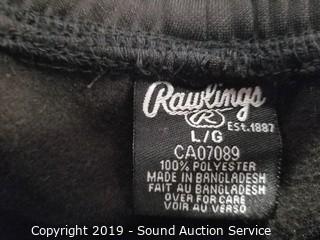 Rawlings
R
EST. 1887
L/G
CA07089
100% POLYESTER
MADE IN BANGLADESH
FAIT AU BANGLADESH
OVER FOR CARE
VOIR AU VERSO
Copyright 2019 - Sound Auction Service